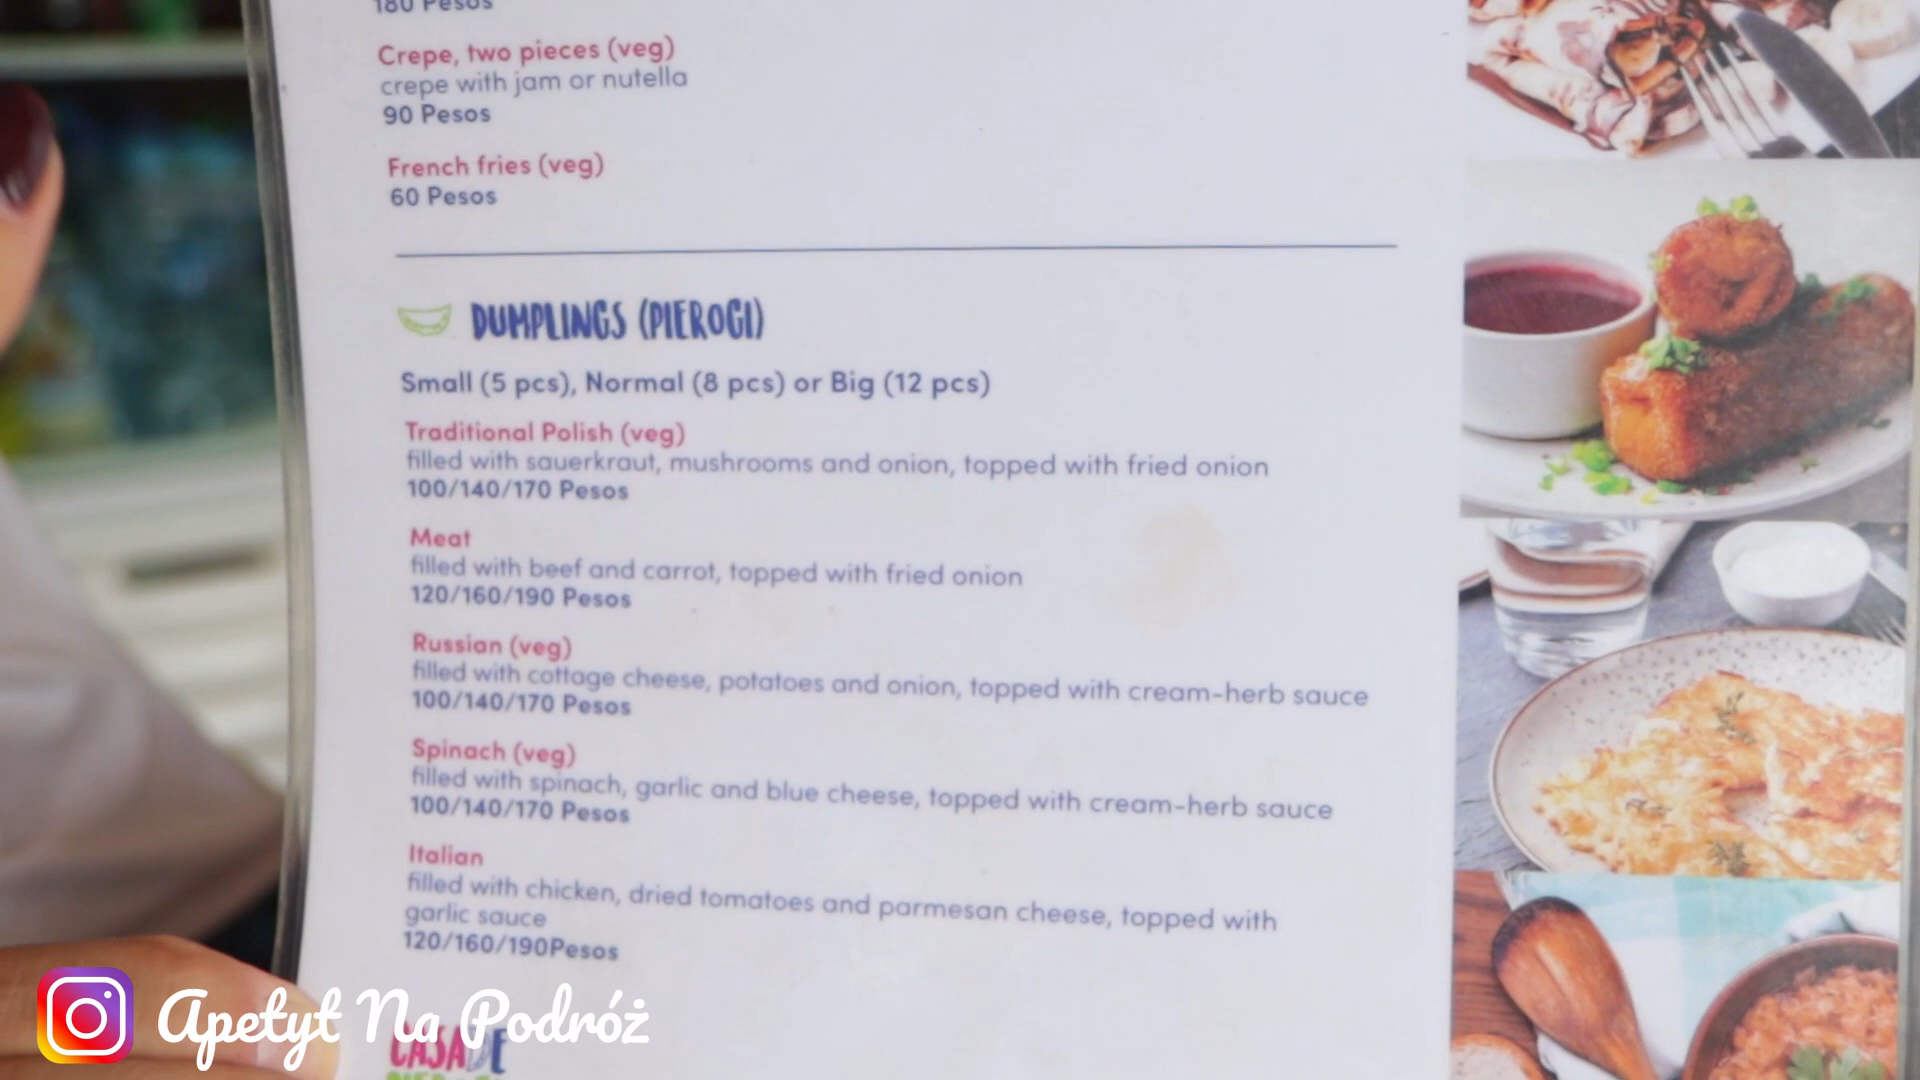 180 Pesos
Crepe, two pieces (veg)
crepe with jam or nutella
90 Pesos
French fries (veg)
60 Pesos
DUMPLINGS (PIEROGI)
Small (5 pcs), Normal (8 pcs) or Big (12 pcs)
Traditional Polish (veg)
filled with sauerkraut, mushrooms and onion, topped with fried onion
100/140/170 Pesos
Meat
filled with beef and carrot, topped with fried onion
120/160/190 Pesos
Russian (veg)
filled with cottage cheese, potatoes and onion, topped with cream-herb sauce
100/140/170 Pesos
Spinach (veg)
filled with spinach, garlic and blue cheese, topped with cream-herb sauce
100/140/170 Pesos
Italian
filled with chicken, dried tomatoes and parmesan cheese, topped with
garlic sauce
120/160/190Pesos
Apetyt Na Podróż
CASA DE